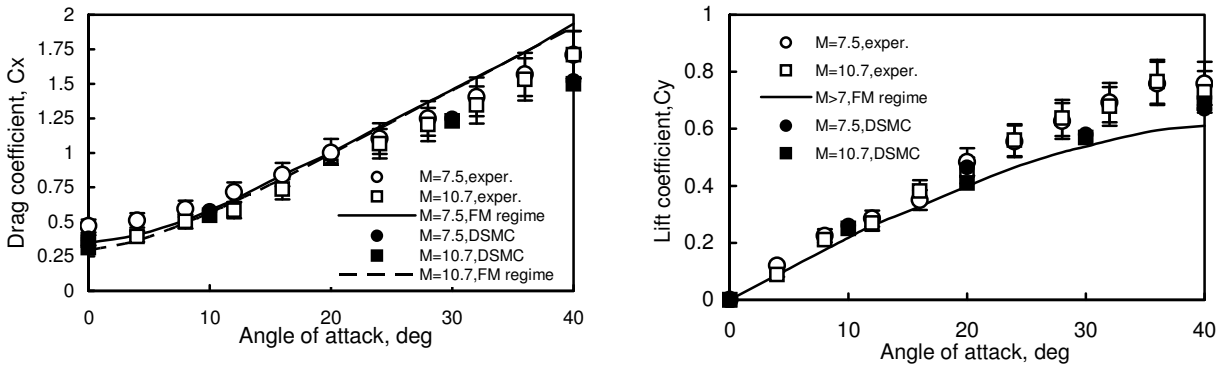 2
1.75
1.5
1.25
1
0.75
0.5
0.25
0
0
10
20
30
40
Drag coefficient, Cx
Angle of attack, deg
M=7.5,exper.
M=10.7,exper.
M=7.5,FM regime
M=7.5,DSMC
M=10.7,DSMC
M=10.7,FM regime
1
0.8
0.6
0.4
0.2
0
0
10
20
30
40
Lift coefficient,Cy
Angle of attack, deg
M=7.5,exper.
M=10.7,exper.
M>7,FM regime
M=7.5,DSMC
M=10.7,DSMC